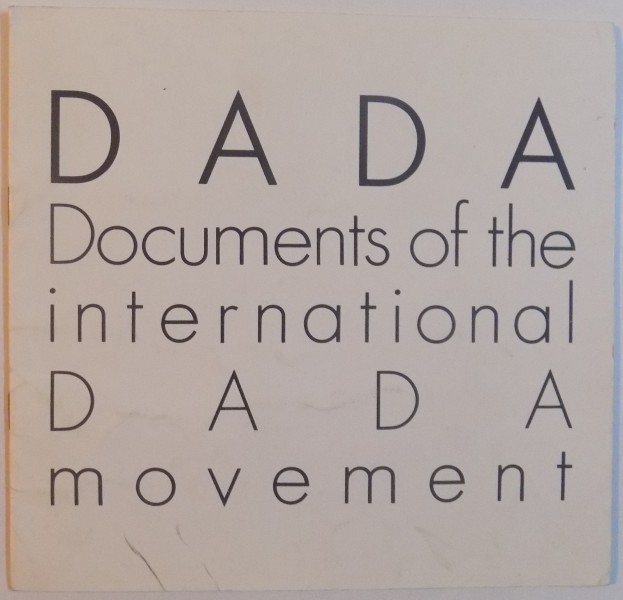 DADA
Documents of the
international
DADA
movement